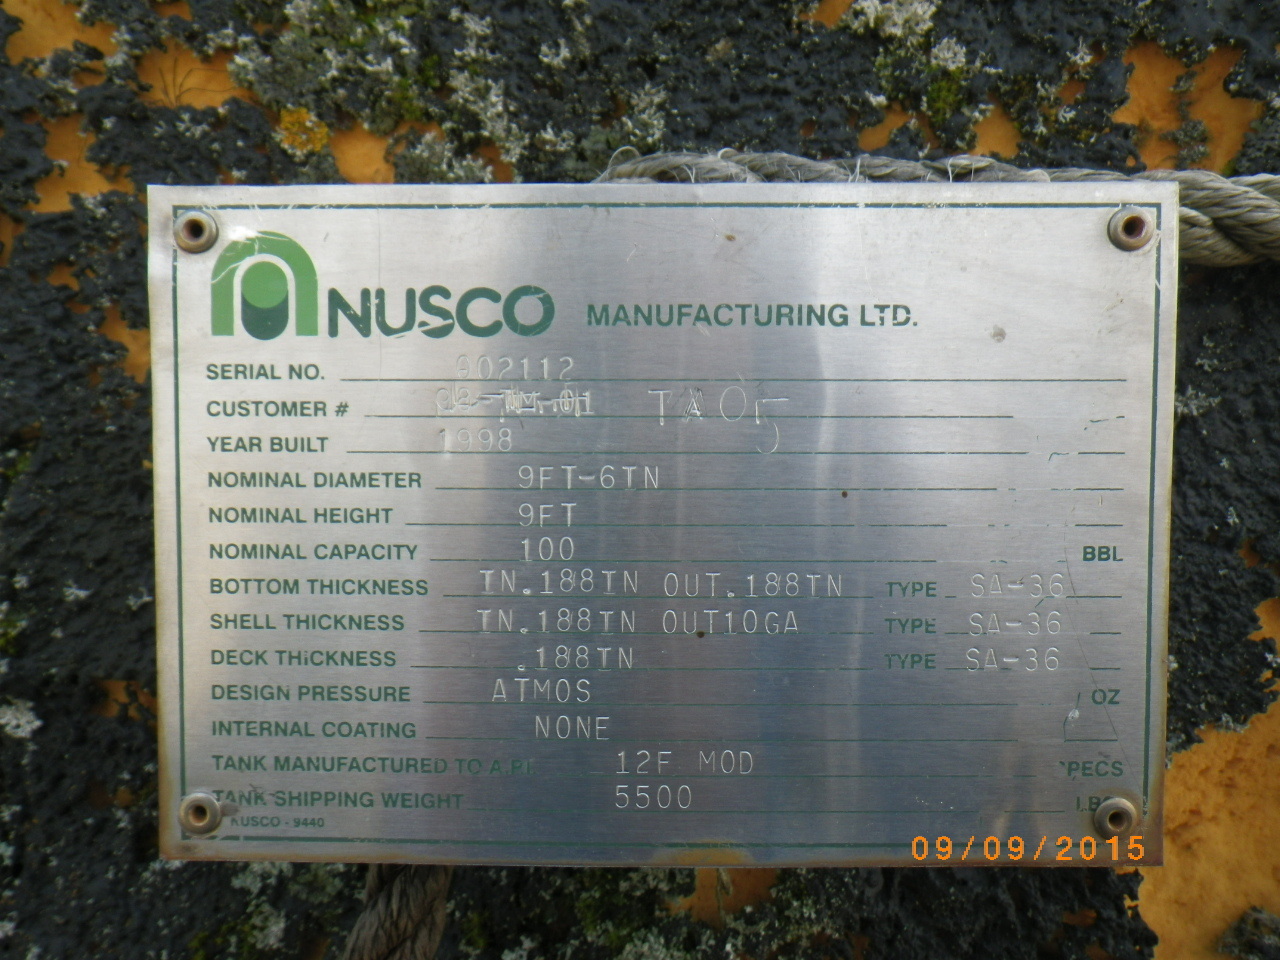 NUSCO MANUFACTURING LTD.
SERIAL NO. 902112
CUSTOMER # TA05
YEAR BUILT 1998
NOMINAL DIAMETER 9FT-6IN
NOMINAL HEIGHT 9FT
NOMINAL CAPACITY 100 BBL
BOTTOM THICKNESS IN.188IN OUT.188IN TYPE SA-36
SHELL THICKNESS IN.188IN OUT10GA TYPE SA-36
DECK THICKNESS .188IN TYPE SA-36
DESIGN PRESSURE ATMOS OZ
INTERNAL COATING NONE
TANK MANUFACTURED TO A.P.I 12F MOD SPECS
TANK SHIPPING WEIGHT 5500 LBS
NUSCO - 9440
09/09/2015